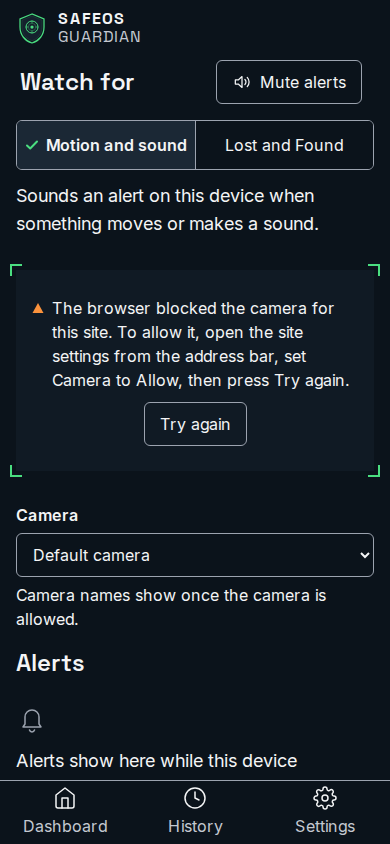 SAFEOS
GUARDIAN
Watch for
Mute alerts
Motion and sound
Lost and Found
Sounds an alert on this device when
something moves or makes a sound.
The browser blocked the camera for
this site. To allow it, open the site
settings from the address bar, set
Camera to Allow, then press Try again.
Try again
Camera
Default camera
Camera names show once the camera is
allowed.
Alerts
Alerts show here while this device
Dashboard
History
Settings